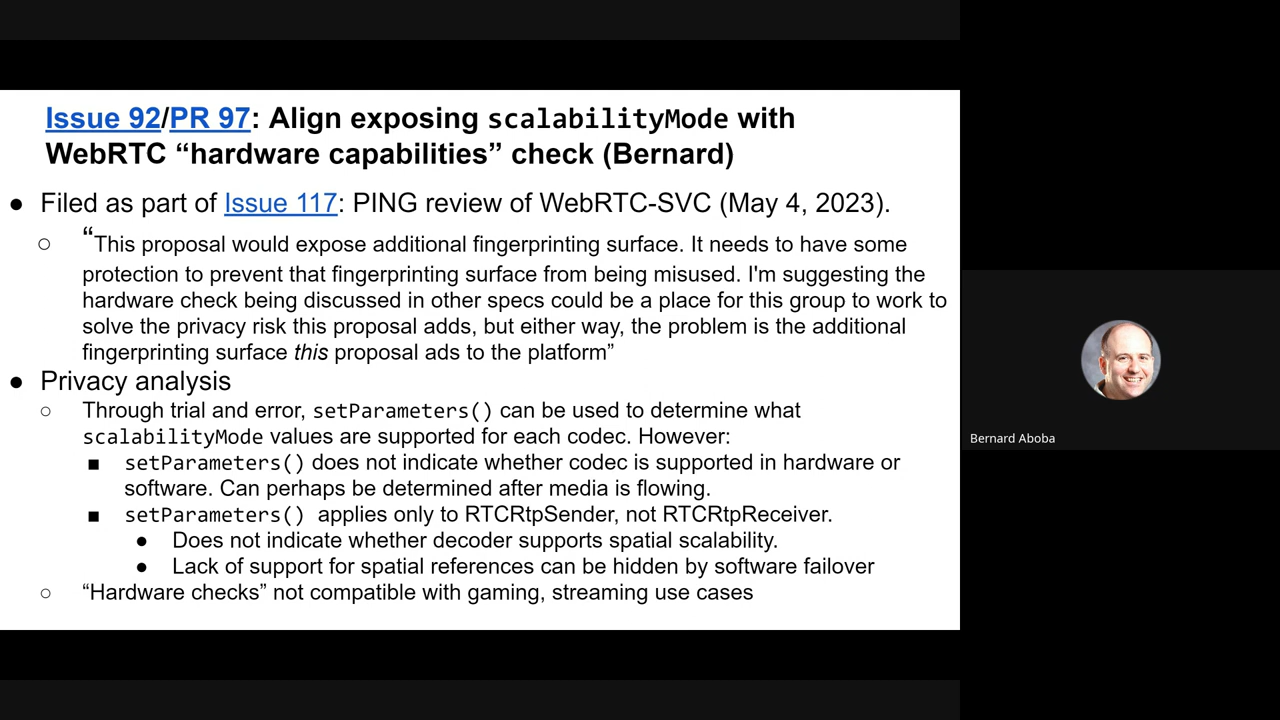 Issue 92/PR 97: Align exposing scalabilityMode with
WebRTC “hardware capabilities” check (Bernard)
● Filed as part of Issue 117: PING review of WebRTC-SVC (May 4, 2023).
○ “This proposal would expose additional fingerprinting surface. It needs to have some
protection to prevent that fingerprinting surface from being misused. I'm suggesting the
hardware check being discussed in other specs could be a place for this group to work to
solve the privacy risk this proposal adds, but either way, the problem is the additional
fingerprinting surface this proposal ads to the platform”
● Privacy analysis
○ Through trial and error, setParameters() can be used to determine what
scalabilityMode values are supported for each codec. However:
■ setParameters() does not indicate whether codec is supported in hardware or
software. Can perhaps be determined after media is flowing.
■ setParameters() applies only to RTCRtpSender, not RTCRtpReceiver.
● Does not indicate whether decoder supports spatial scalability.
● Lack of support for spatial references can be hidden by software failover
○ “Hardware checks” not compatible with gaming, streaming use cases
Bernard Aboba